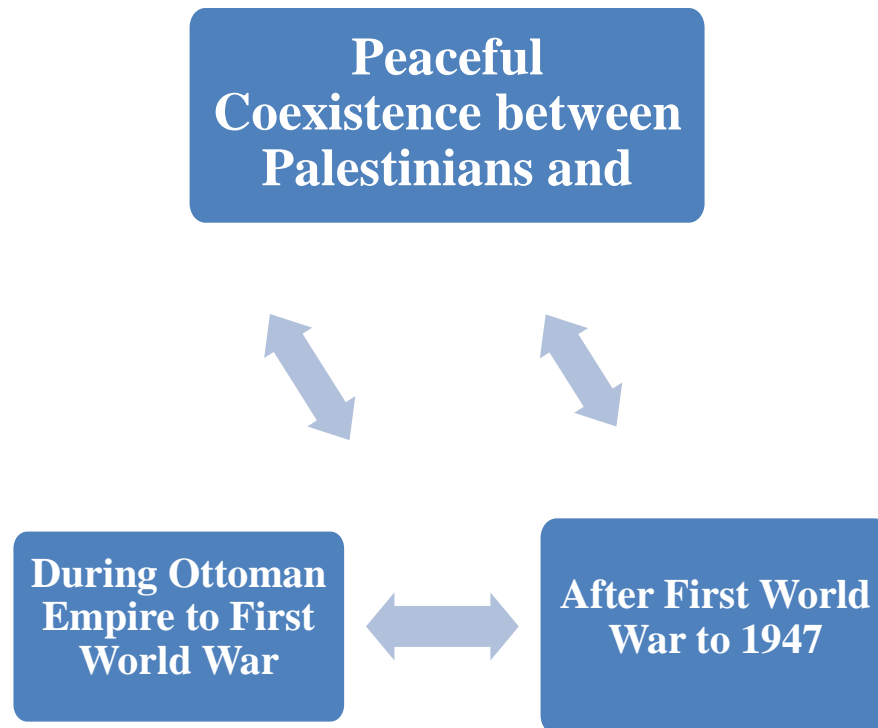 Peaceful
Coexistence between
Palestinians and
During Ottoman
Empire to First
World War
After First World
War to 1947